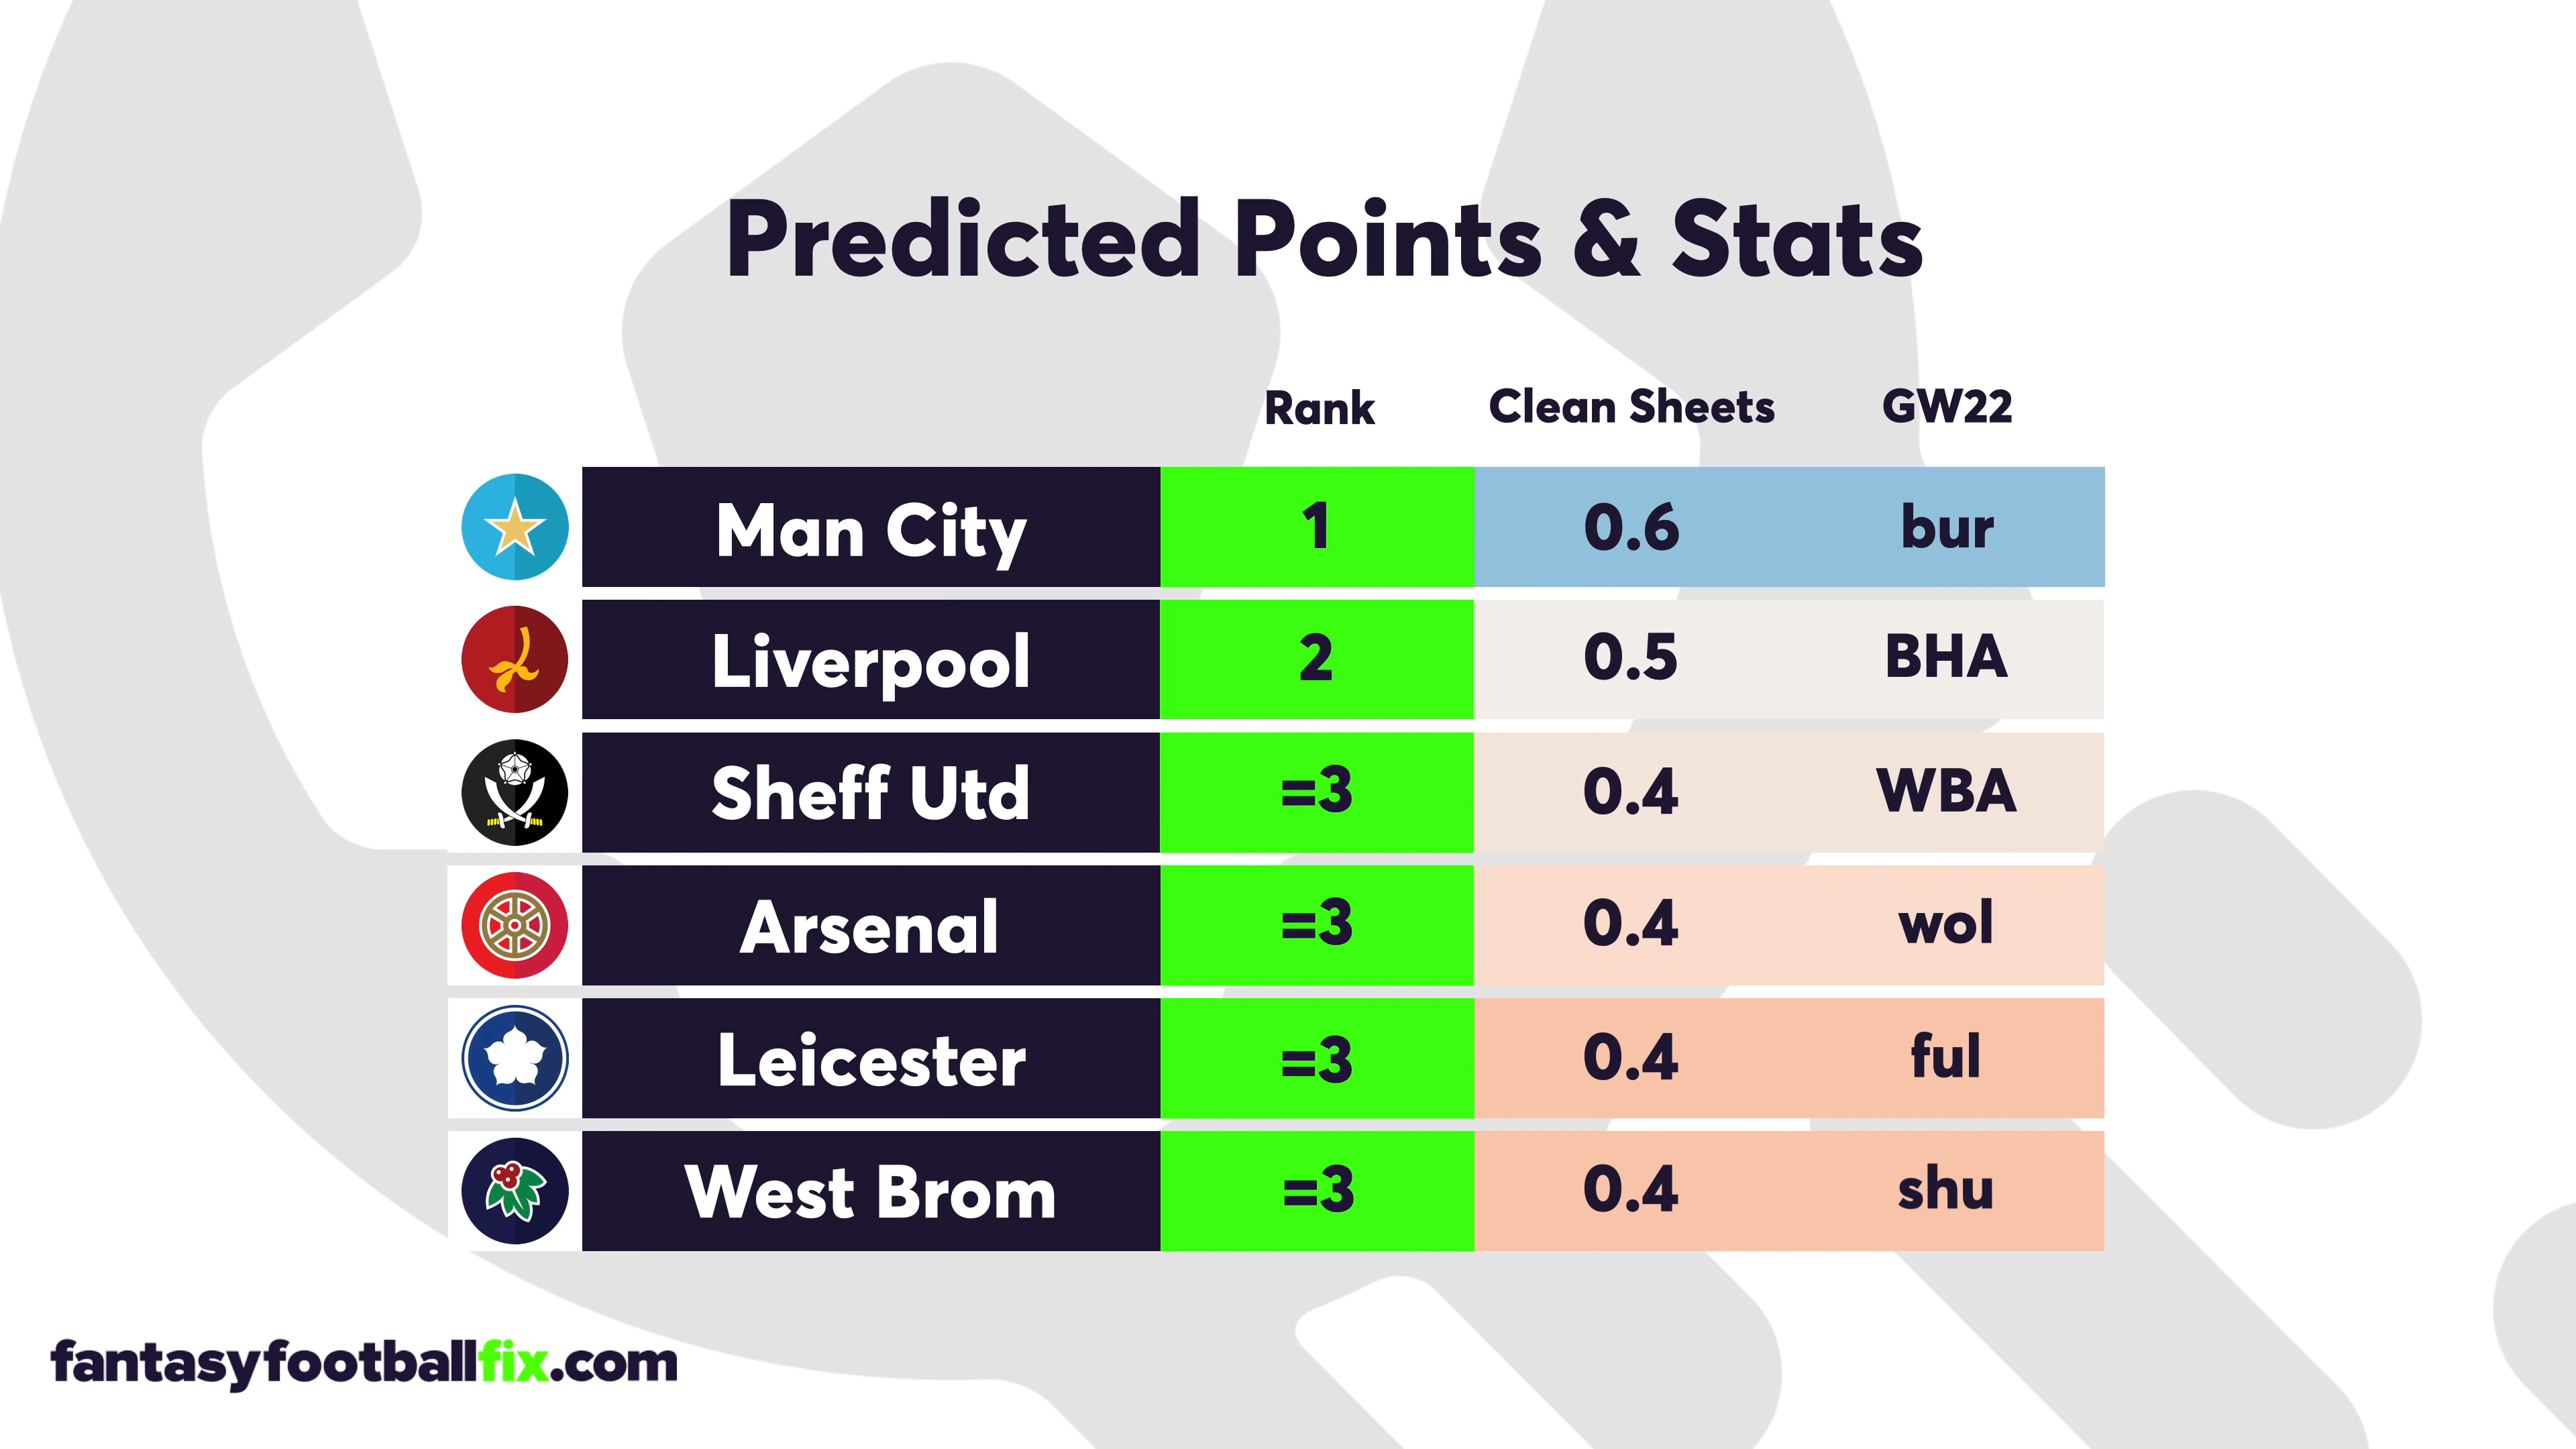 Predicted Points & Stats
Rank Clean Sheets GW22
Man City 1 0.6 bur
Liverpool 2 0.5 BHA
Sheff Utd =3 0.4 WBA
Arsenal =3 0.4 wol
Leicester =3 0.4 ful
West Brom =3 0.4 shu
fantasyfootballfix.com